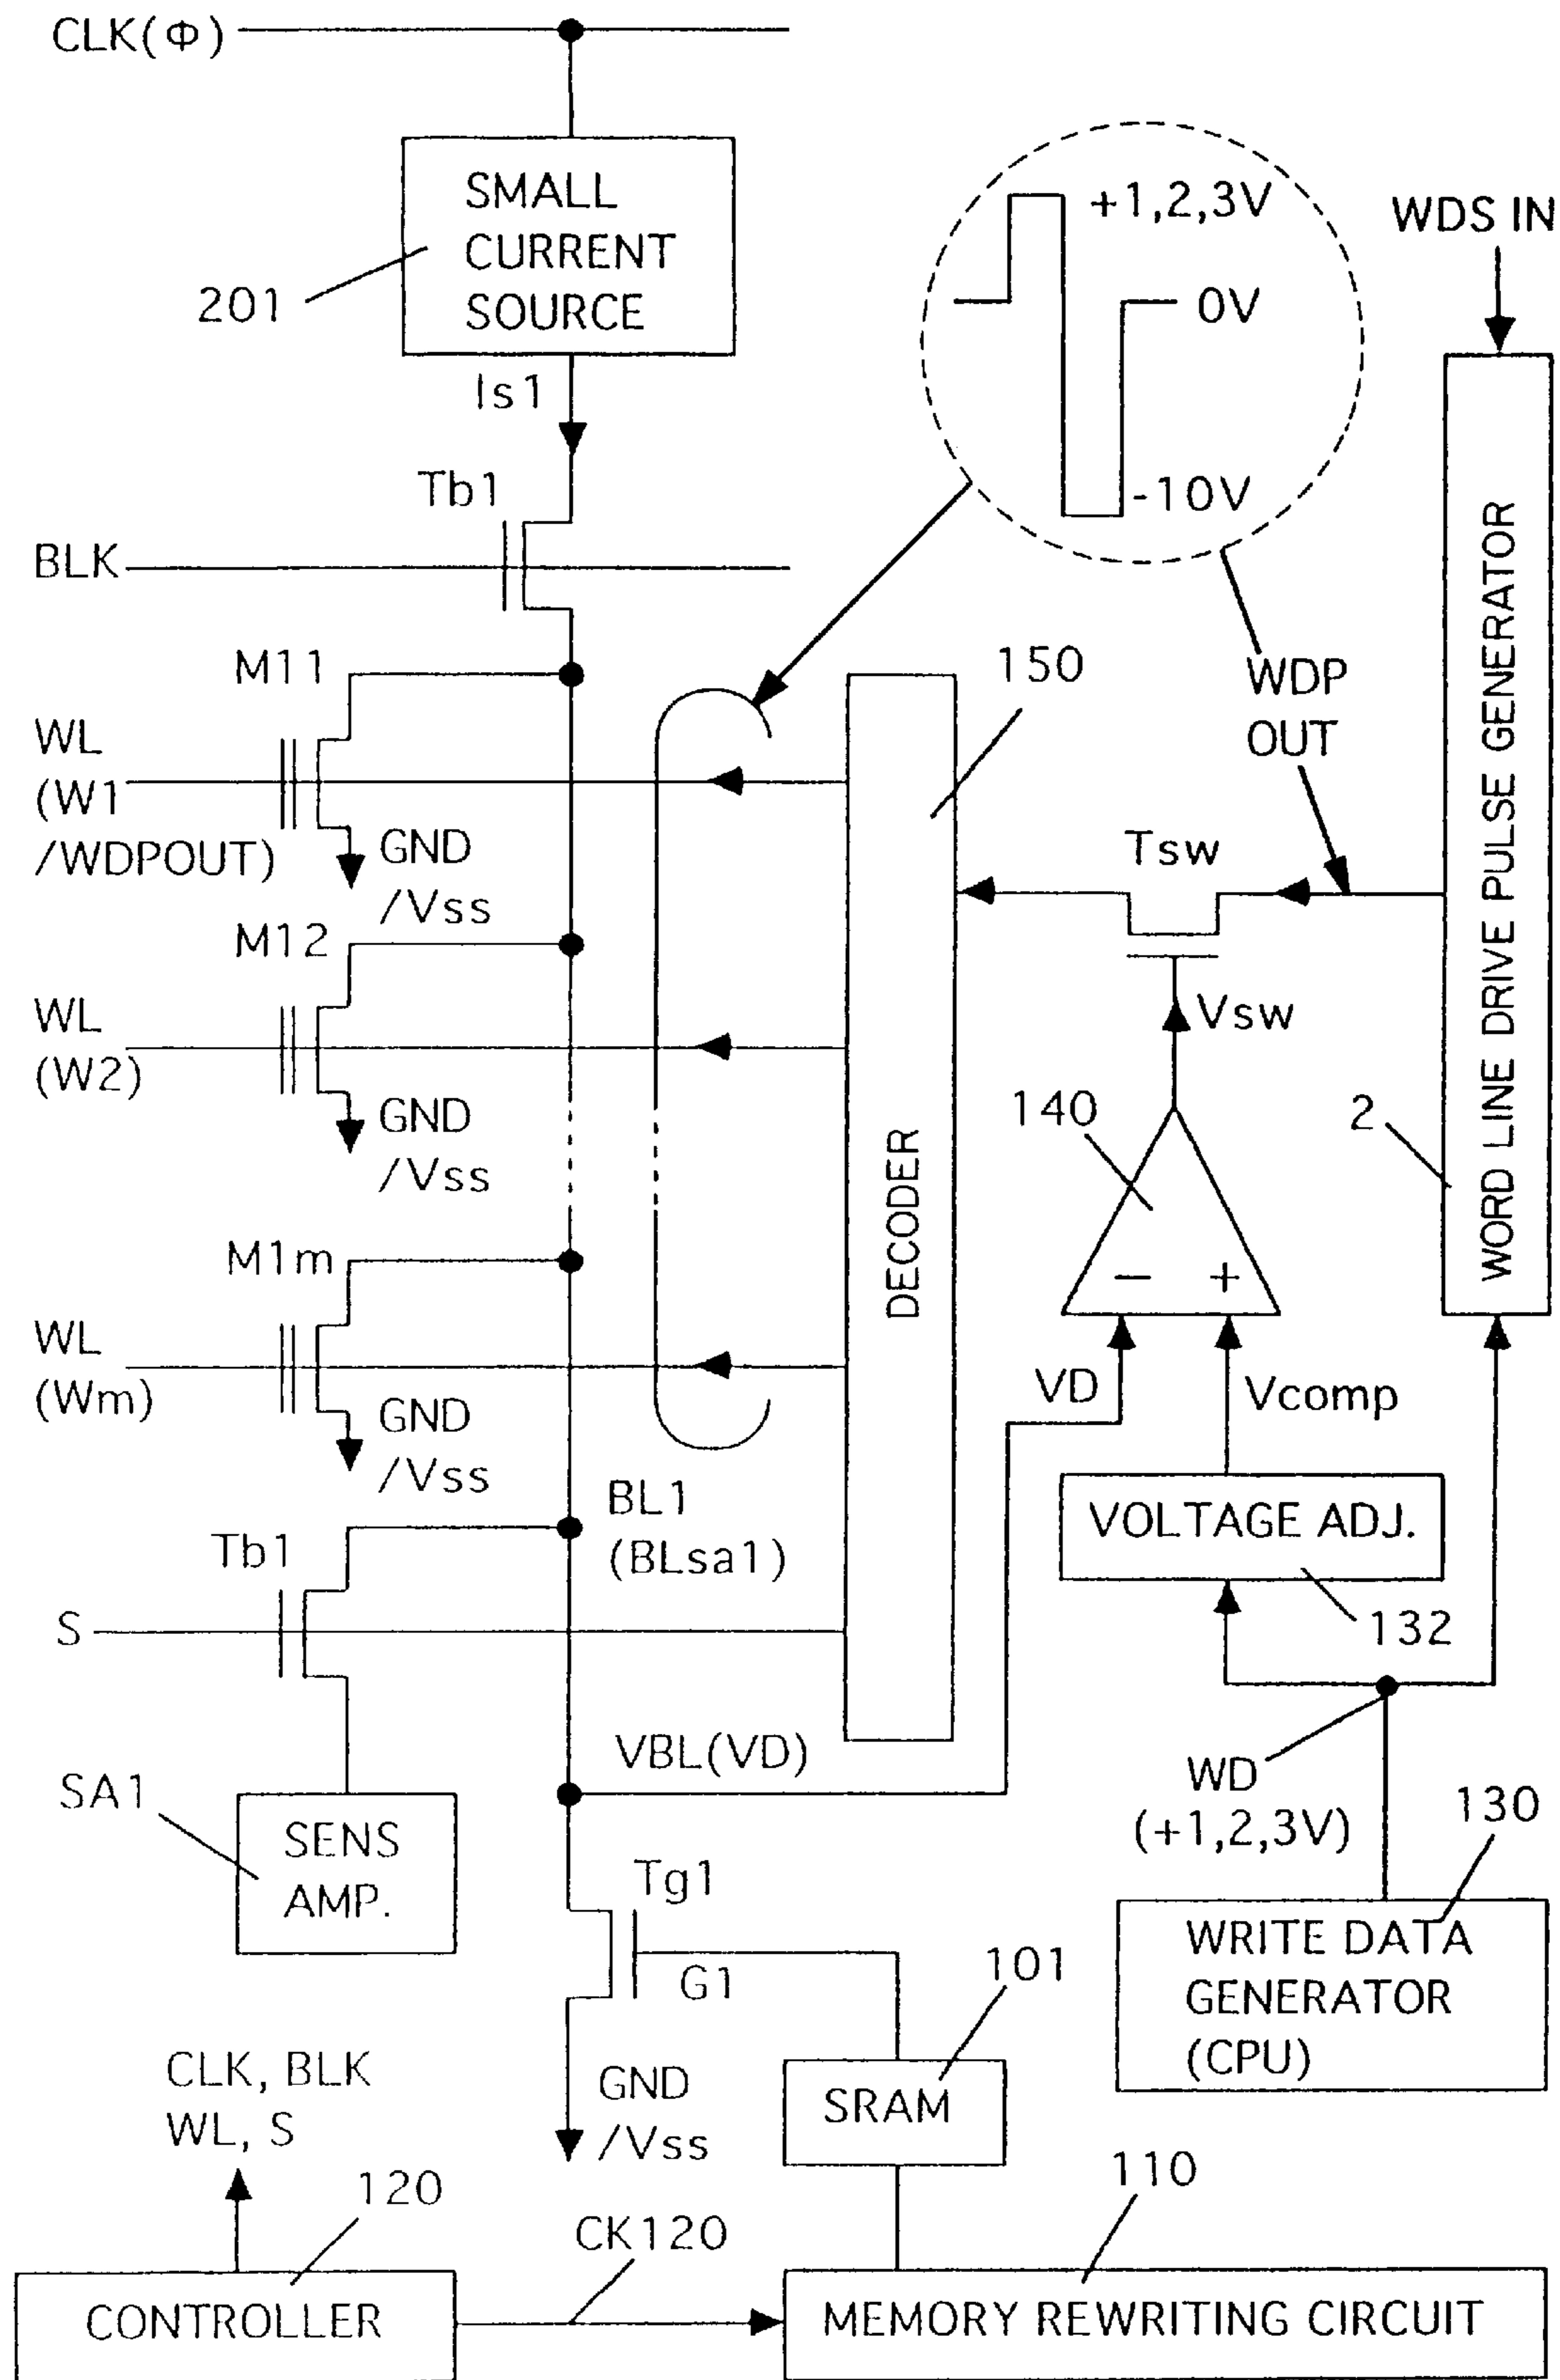 CLK(Φ)
SMALL
CURRENT
SOURCE
201
Is1
+1,2,3V
0V
-10V
WDS IN
Tb1
BLK
M11
WL
(W1
/WDPOUT)
GND
/Vss
150
WDP
OUT
WORD LINE DRIVE PULSE GENERATOR
Tsw
M12
WL
(W2)
GND
/Vss
Vsw
140
2
DECODER
M1m
WL
(Wm)
GND
/Vss
−
+
VD
Vcomp
BL1
(BLsa1)
VOLTAGE ADJ.
132
Tb1
S
VBL(VD)
WD
(+1,2,3V)
130
SA1
SENS
AMP.
Tg1
G1
101
WRITE DATA
GENERATOR
(CPU)
CLK, BLK
WL, S
GND
/Vss
SRAM
110
120
CK120
CONTROLLER
MEMORY REWRITING CIRCUIT